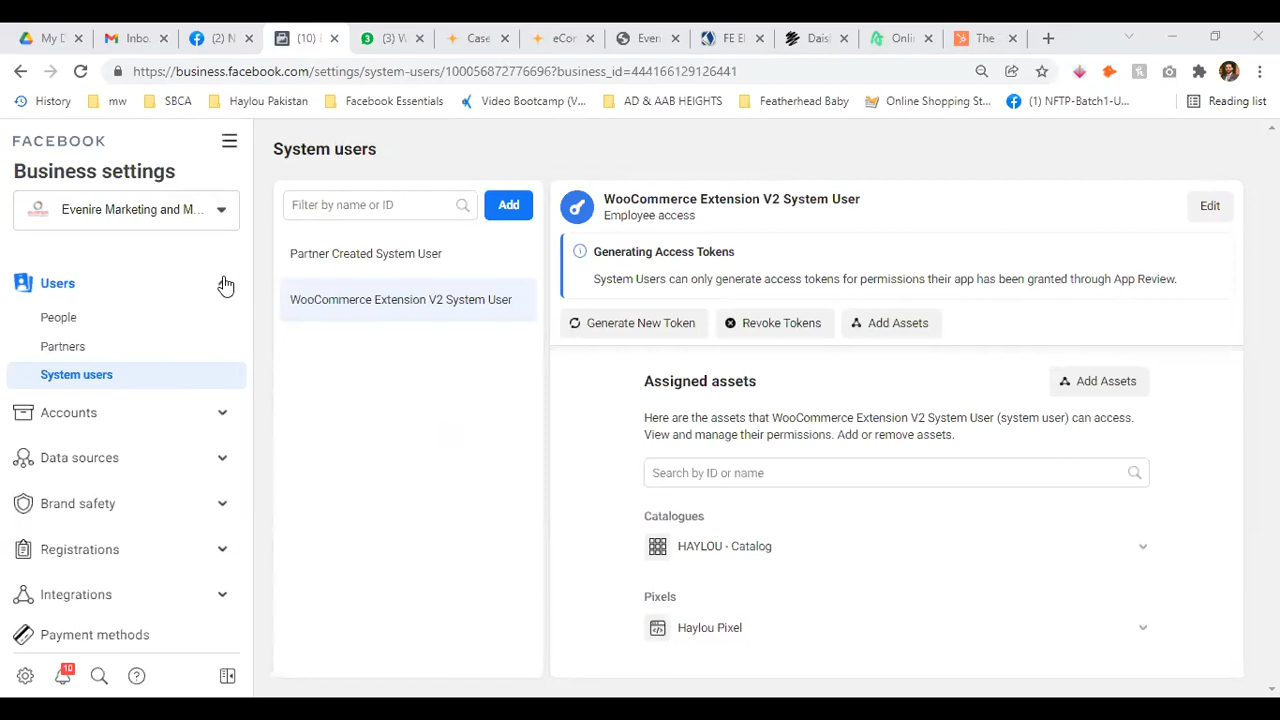 My D
Inbo.
(2) N
(10)
(3) W
Case
eCor
Even
FE El
Dais
Onli
The
https://business.facebook.com/settings/system-users/100056872776696?business_id=444166129126441
History
mw
SBCA
Haylou Pakistan
Facebook Essentials
Video Bootcamp (V...
AD & AAB HEIGHTS
Featherhead Baby
Online Shopping St...
(1) NFTP-Batch1-U...
Reading list
FACEBOOK
Business settings
Evenire Marketing and M...
Users
People
Partners
System users
Accounts
Data sources
Brand safety
Registrations
Integrations
Payment methods
10
System users
Filter by name or ID
Add
Partner Created System User
WooCommerce Extension V2 System User
WooCommerce Extension V2 System User
Employee access
Edit
Generating Access Tokens
System Users can only generate access tokens for permissions their app has been granted through App Review.
Generate New Token
Revoke Tokens
Add Assets
Assigned assets
Add Assets
Here are the assets that WooCommerce Extension V2 System User (system user) can access.
View and manage their permissions. Add or remove assets.
Search by ID or name
Catalogues
HAYLOU - Catalog
Pixels
Haylou Pixel